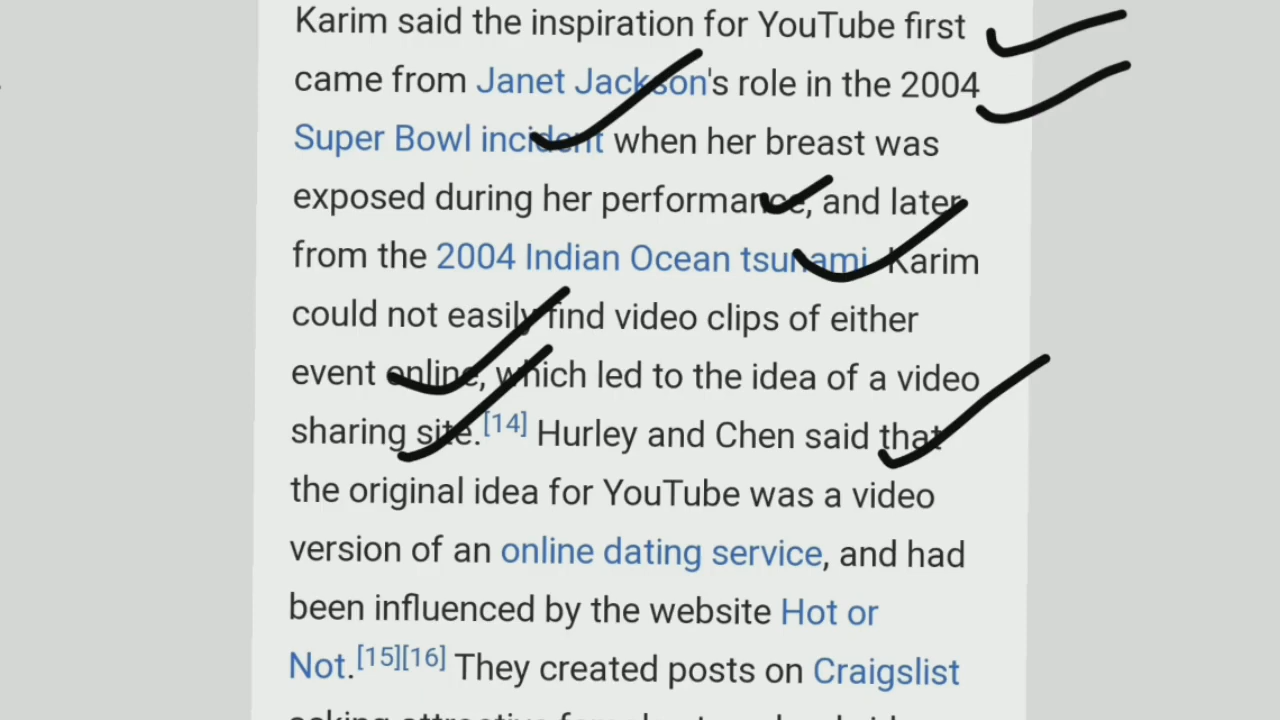 Karim said the inspiration for YouTube first
came from Janet Jackson's role in the 2004
Super Bowl incident when her breast was
exposed during her performance, and later
from the 2004 Indian Ocean tsunami. Karim
could not easily find video clips of either
event online, which led to the idea of a video
sharing site.[14] Hurley and Chen said that
the original idea for YouTube was a video
version of an online dating service, and had
been influenced by the website Hot or
Not.[15][16] They created posts on Craigslist
asking attractive